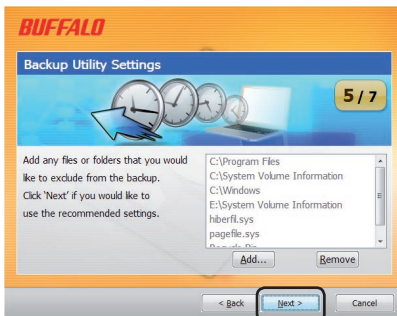 BUFFALO
Backup Utility Settings
5 / 7
Add any files or folders that you would
like to exclude from the backup.
Click 'Next' if you would like to
use the recommended settings.
C:\Program Files
C:\System Volume Information
C:\Windows
E:\System Volume Information
hiberfil.sys
pagefile.sys
Add...
Remove
< Back
Next >
Cancel